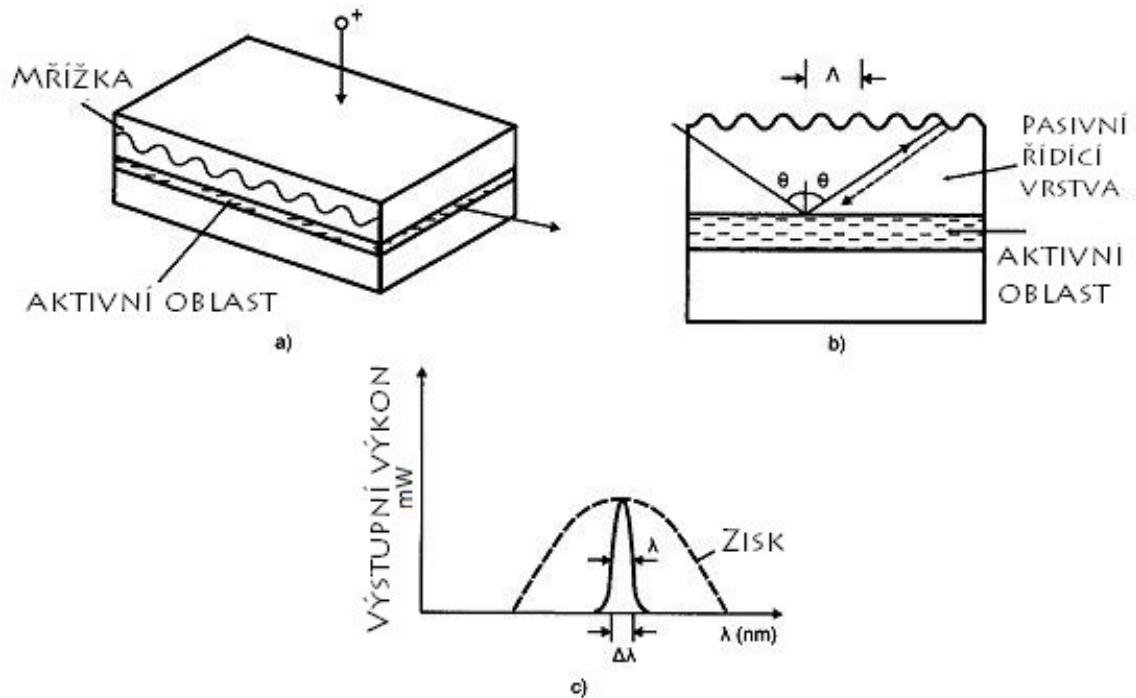 +
MŘÍŽKA
AKTIVNÍ OBLAST
a)
Λ
θ θ
PASIVNÍ
ŘÍDÍCÍ
VRSTVA
AKTIVNÍ
OBLAST
b)
VÝSTUPNÍ VÝKON
mW
λ
ZISK
λ (nm)
Δλ
c)